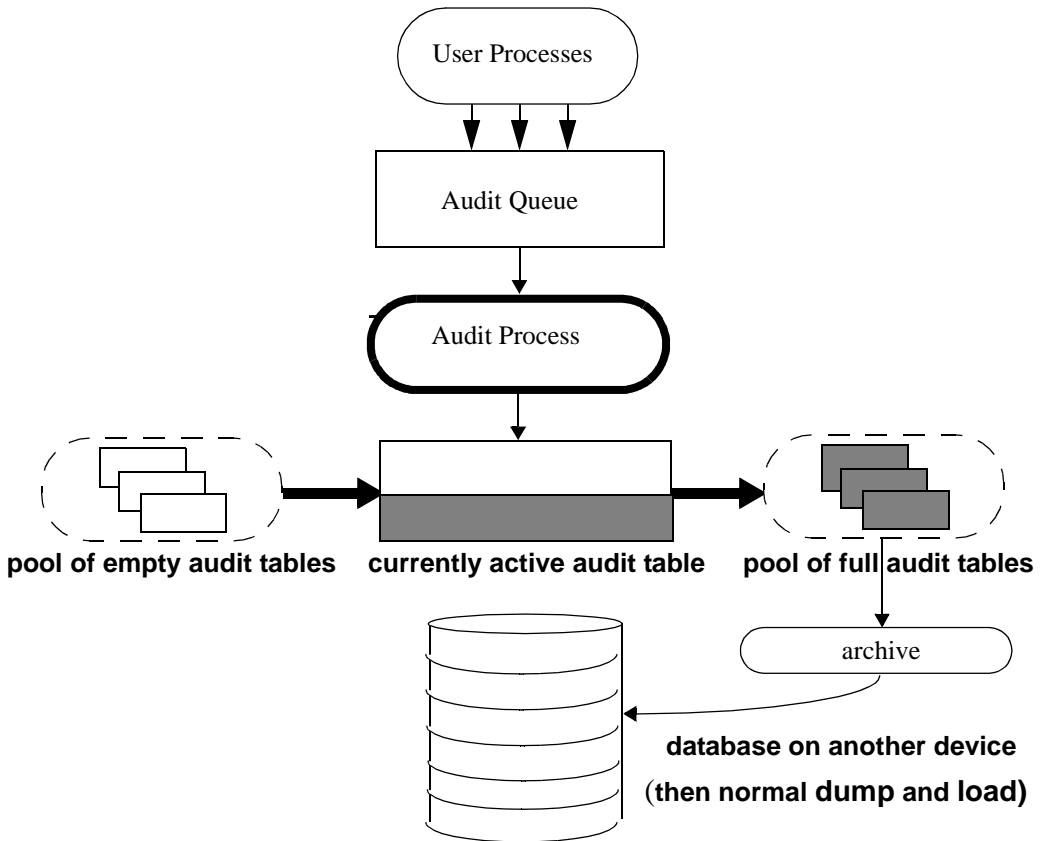 User Processes
Audit Queue
Audit Process
pool of empty audit tables
currently active audit table
pool of full audit tables
archive
database on another device
(then normal dump and load)